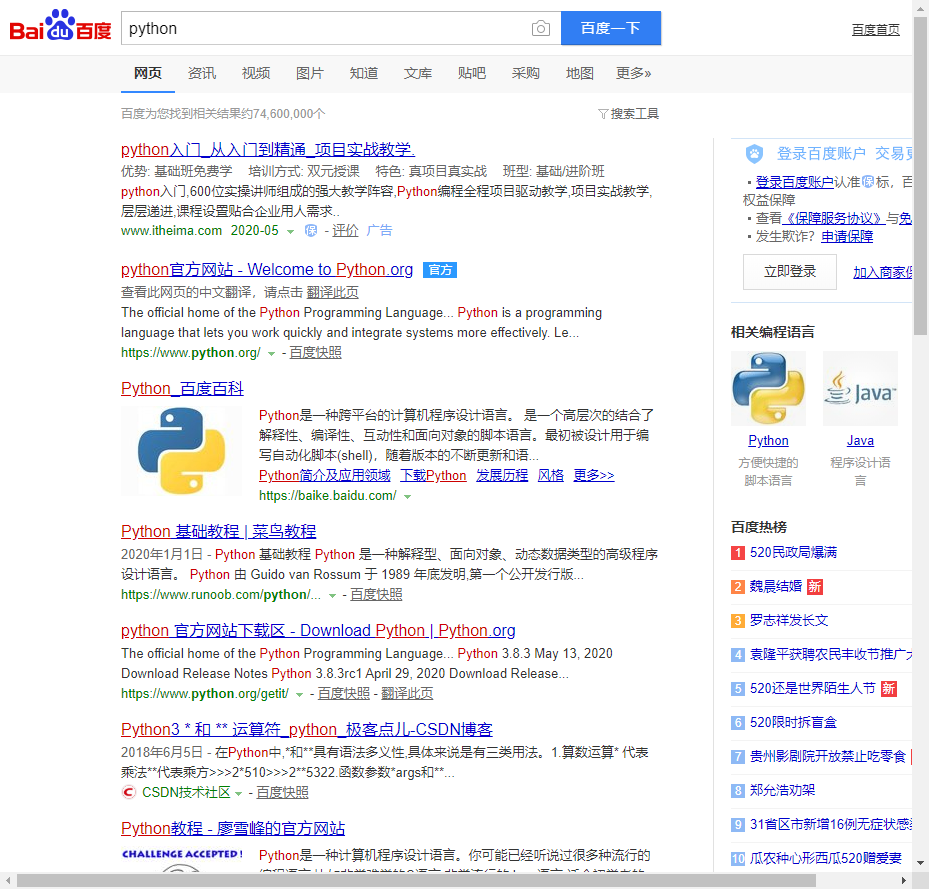 Baidu百度 python 百度一下 百度首页
网页 资讯 视频 图片 知道 文库 贴吧 采购 地图 更多»
百度为您找到相关结果约74,600,000个 搜索工具
python入门_从入门到精通_项目实战教学.
优势: 基础班免费学 培训方式: 双元授课 特色: 真项目真实战 班型: 基础/进阶班
python入门,600位实操讲师组成的强大教学阵容,Python编程全程项目驱动教学,项目实战教学,
层层递进,课程设置贴合企业用人需求..
www.itheima.com 2020-05 保 - 评价 广告
python官方网站 - Welcome to Python.org 官方
查看此网页的中文翻译，请点击 翻译此页
The official home of the Python Programming Language... Python is a programming
language that lets you work quickly and integrate systems more effectively. Le...
https://www.python.org/ - 百度快照
Python_百度百科
Python是一种跨平台的计算机程序设计语言。 是一个高层次的结合了
解释性、编译性、互动性和面向对象的脚本语言。最初被设计用于编
写自动化脚本(shell)，随着版本的不断更新和语...
Python简介及应用领域 下载Python 发展历程 风格 更多>>
https://baike.baidu.com/
Python 基础教程 | 菜鸟教程
2020年1月1日 - Python 基础教程 Python 是一种解释型、面向对象、动态数据类型的高级程序
设计语言。 Python 由 Guido van Rossum 于 1989 年底发明,第一个公开发行版...
https://www.runoob.com/python/... - 百度快照
python 官方网站下载区 - Download Python | Python.org
The official home of the Python Programming Language... Python 3.8.3 May 13, 2020
Download Release Notes Python 3.8.3rc1 April 29, 2020 Download Release...
https://www.python.org/getit/ - 百度快照 - 翻译此页
Python3 * 和 ** 运算符_python_极客点儿-CSDN博客
2018年6月5日 - 在Python中,*和**具有语法多义性,具体来说是有三类用法。1.算数运算* 代表
乘法**代表乘方>>>2*510>>>2**5322.函数参数*args和**...
CSDN技术社区 - 百度快照
Python教程 - 廖雪峰的官方网站
CHALLENGE ACCEPTED!
Python是一种计算机程序设计语言。你可能已经听说过很多种流行的
登录百度账户 交易
· 登录百度账户认准保标，百
权益保障
· 查看《保障服务协议》与免
· 发生欺诈？申请保障
立即登录 加入商家保
相关编程语言
Java
Python Java
方便快捷的 程序设计语
脚本语言 言
百度热榜
1 520民政局爆满
2 魏晨结婚 新
3 罗志祥发长文
4 袁隆平获聘农民丰收节推广大
5 520还是世界陌生人节 新
6 520限时拆盲盒
7 贵州影剧院开放禁止吃零食
8 郑允浩劝架
9 31省区市新增16例无症状感染
10 瓜农种心形西瓜520赠爱妻